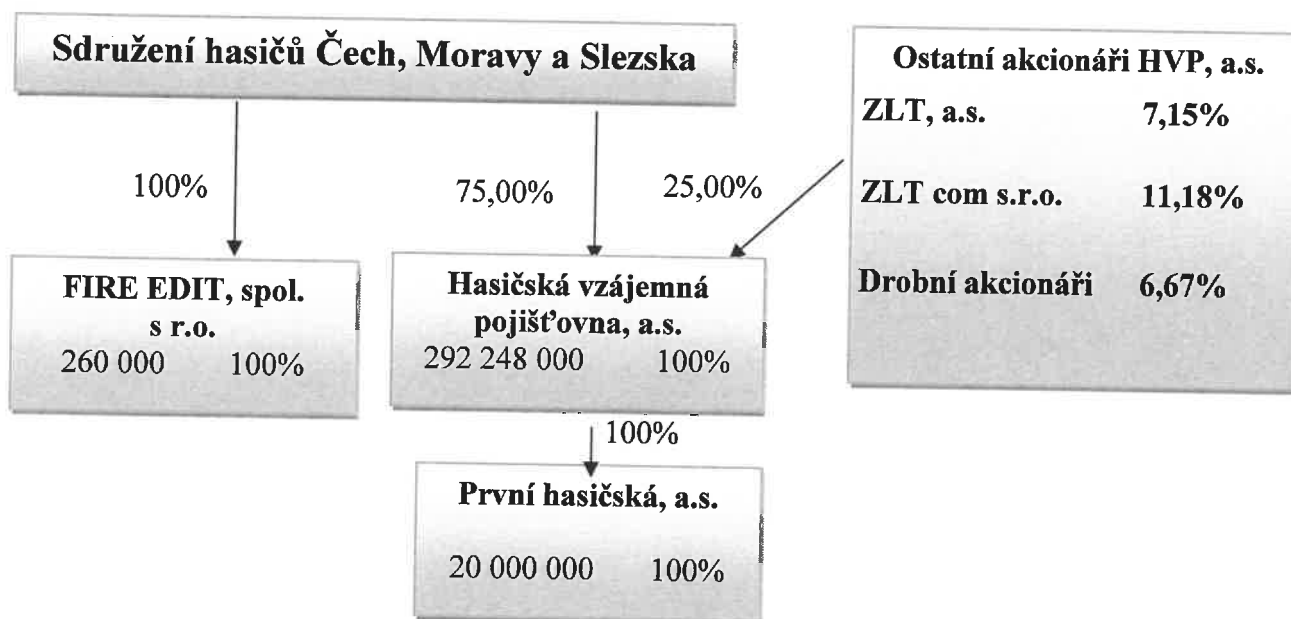 Sdružení hasičů Čech, Moravy a Slezska
Ostatní akcionáři HVP, a.s.
ZLT, a.s. 7,15%
ZLT com s.r.o. 11,18%
Drobní akcionáři 6,67%
100%
75,00%
25,00%
FIRE EDIT, spol.
s r.o.
260 000 100%
Hasičská vzájemná
pojišťovna, a.s.
292 248 000 100%
100%
První hasičská, a.s.
20 000 000 100%